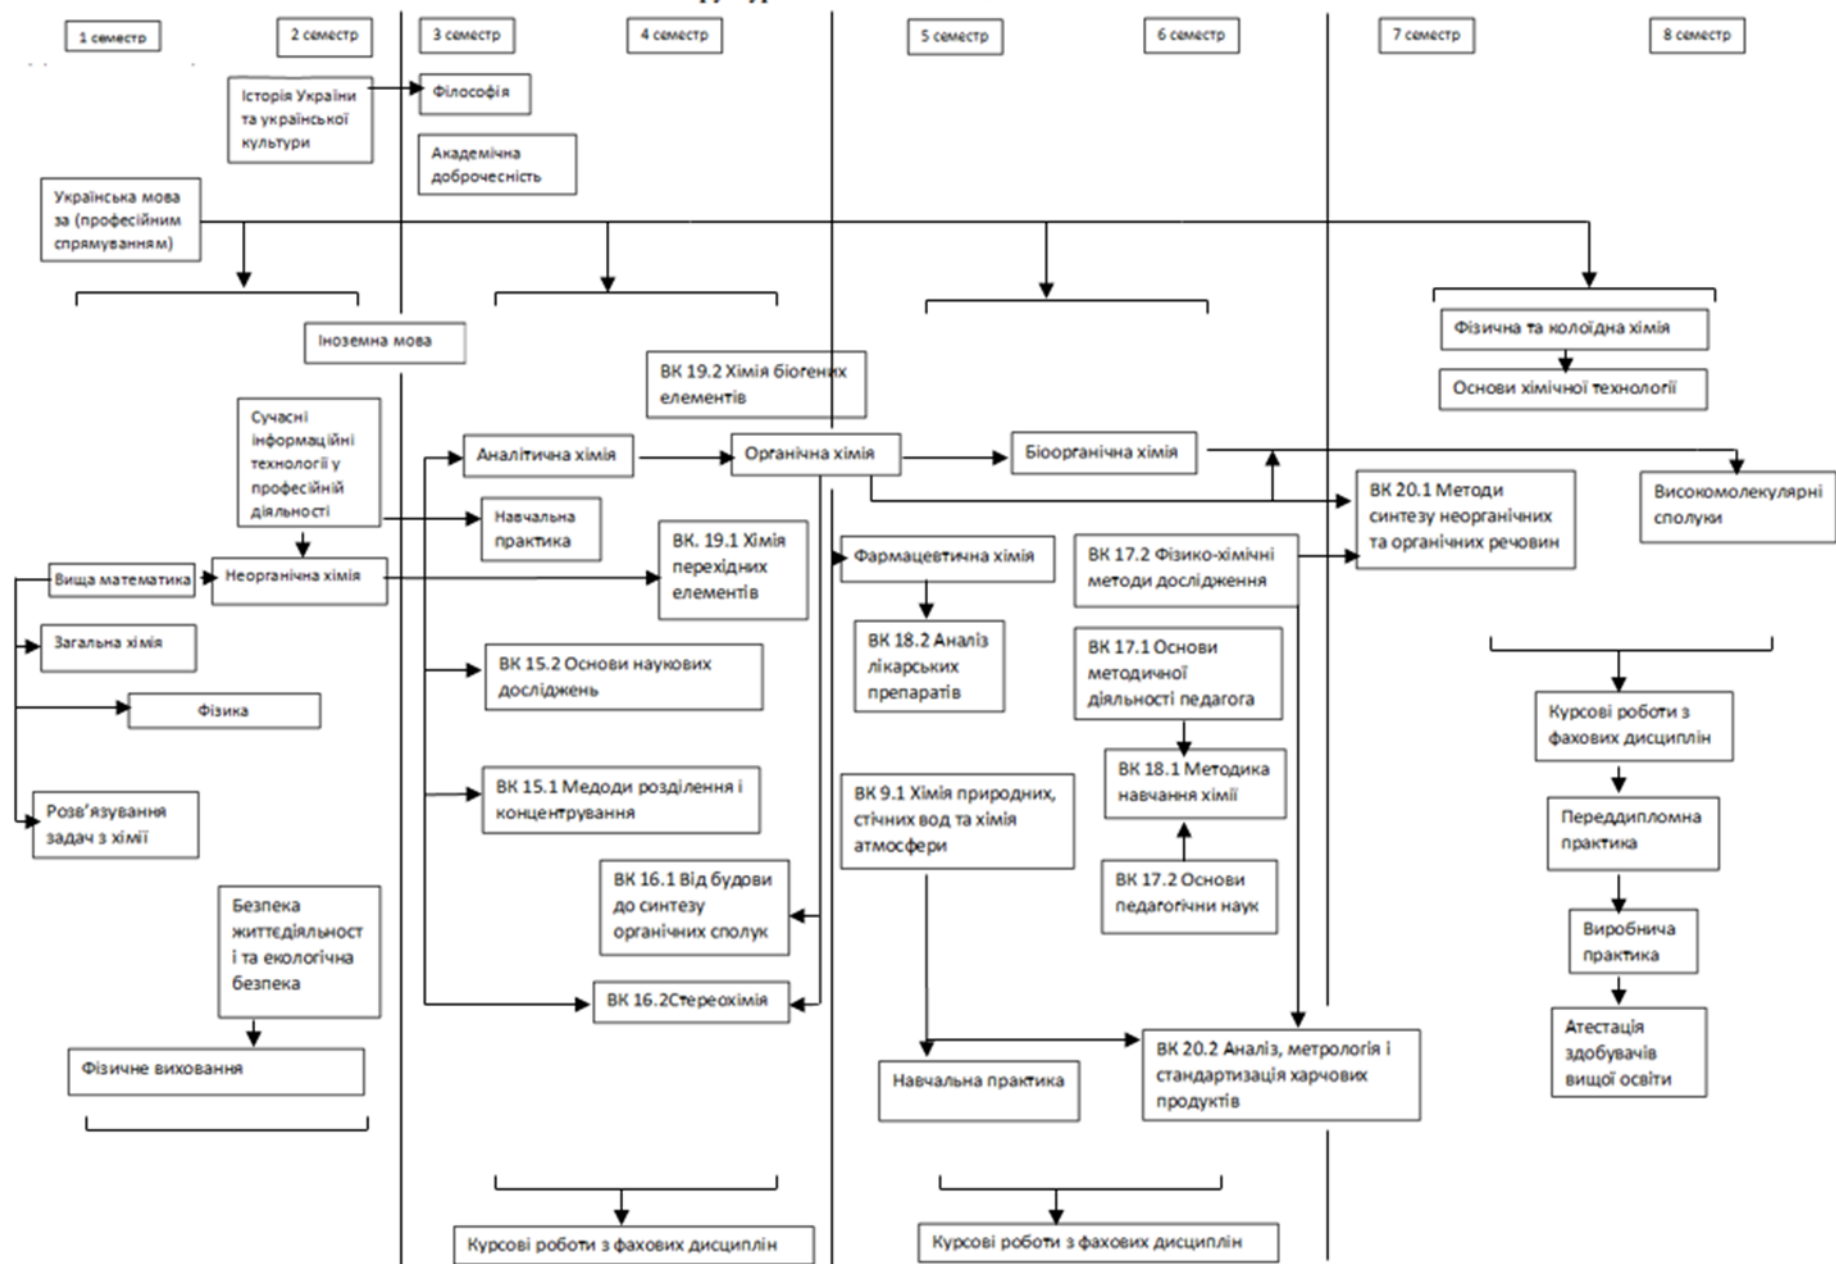 1 семестр
2 семестр
3 семестр
4 семестр
5 семестр
6 семестр
7 семестр
8 семестр
Історія України
та української
культури
Філософія
Академічна
доброчесність
Українська мова
за (професійним
спрямуванням)
Іноземна мова
Фізична та колоїдна хімія
Основи хімічної технології
ВК 19.2 Хімія біогених
елементів
Сучасні
інформаційні
технології у
професійній
діяльності
Аналітична хімія
Органічна хімія
Біоорганічна хімія
ВК 20.1 Методи
синтезу неорганічних
та органічних речовин
Високомолекулярні
сполуки
Навчальна
практика
ВК. 19.1 Хімія
перехідних
елементів
Фармацевтична хімія
ВК 17.2 Фізико-хімічні
методи дослідження
Вища математика
Неорганічна хімія
Загальна хімія
ВК 15.2 Основи наукових
досліджень
ВК 18.2 Аналіз
лікарських
препаратів
ВК 17.1 Основи
методичної
діяльності педагога
Фізика
Курсові роботи з
фахових дисциплін
ВК 15.1 Медоди розділення і
концентрування
ВК 9.1 Хімія природних,
стічних вод та хімія
атмосфери
ВК 18.1 Методика
навчання хімії
Розв’язування
задач з хімії
Переддипломна
практика
ВК 16.1 Від будови
до синтезу
органічних сполук
ВК 17.2 Основи
педагогічни наук
Безпека
життєдіяльност
і та екологічна
безпека
Виробнича
практика
ВК 16.2Стереохімія
Атестація
здобувачів
вищої освіти
Фізичне виховання
Навчальна практика
ВК 20.2 Аналіз, метрологія і
стандартизація харчових
продуктів
Курсові роботи з фахових дисциплін
Курсові роботи з фахових дисциплін